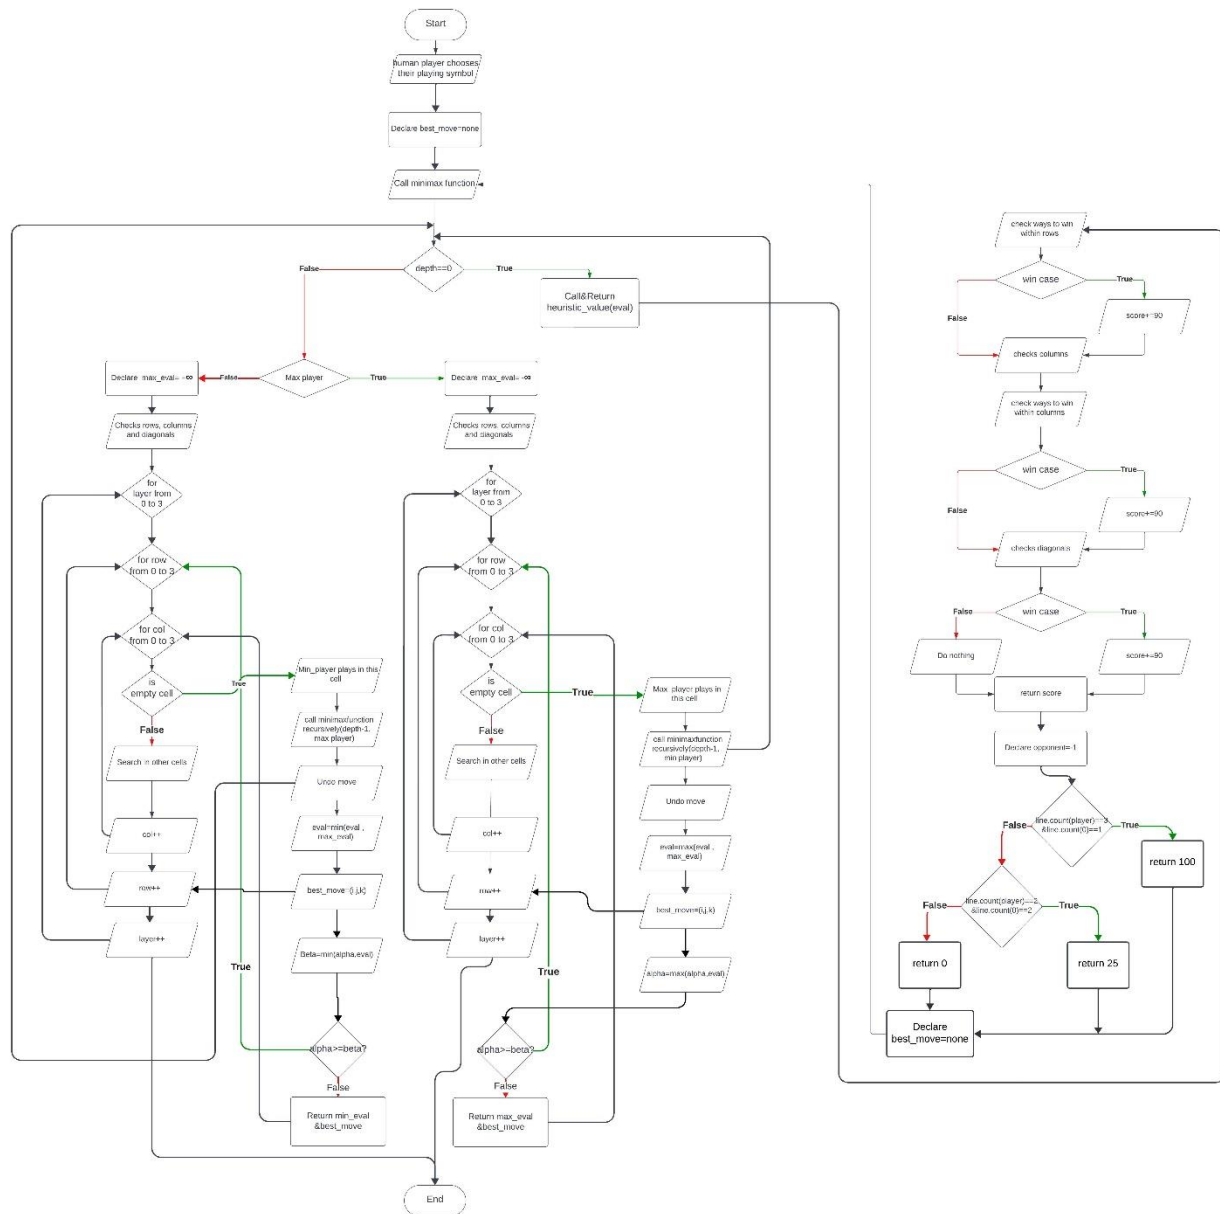 Start
human player chooses
their playing symbol
Declare best_move=none
Call minimax function
depth==0
False
True
Call&Return
heuristic_value(eval)
Max player
False
True
Declare max_eval= -∞
Checks rows, columns
and diagonals
for
layer from
0 to 3
for row
from 0 to 3
for col
from 0 to 3
is
empty cell
True
False
Search in other cells
col++
row++
layer++
Min_player plays in this
cell
call minimaxfunction
recursively(depth-1,
max player)
Undo move
eval=min(eval ,
max_eval)
best_move=(i,j,k)
Beta=min(alpha,eval)
True
alpha>=beta?
False
Return min_eval
&best_move
Declare max_eval= -∞
Checks rows, columns
and diagonals
for
layer from
0 to 3
for row
from 0 to 3
for col
from 0 to 3
is
empty cell
True
False
Search in other cells
col++
row++
layer++
Max_player plays in
this cell
call minimaxfunction
recursively(depth-1,
min player)
Undo move
eval=max(eval ,
max_eval)
best_move=(i,j,k)
alpha=max(alpha,eval)
True
alpha>=beta?
False
Return max_eval
&best_move
End
check ways to win
within rows
win case
True
False
score+=90
checks columns
check ways to win
within columns
win case
True
False
score+=90
checks diagonals
win case
False
True
Do nothing
score+=90
return score
Declare opponent=-1
line.count(player)==3
&line.count(0)==1
False
True
return 100
line.count(player)==2
&line.count(0)==2
False
True
return 0
return 25
Declare
best_move=none